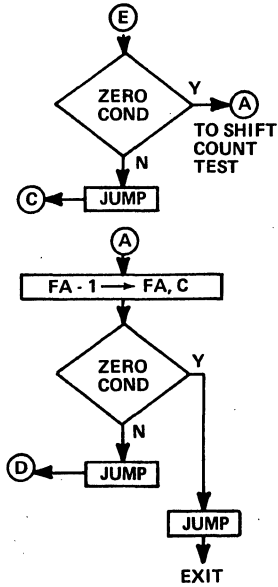 E
ZERO
COND
Y
A
TO SHIFT
COUNT
TEST
N
C
JUMP
A
FA - 1 → FA, C
ZERO
COND
Y
N
D
JUMP
JUMP
EXIT